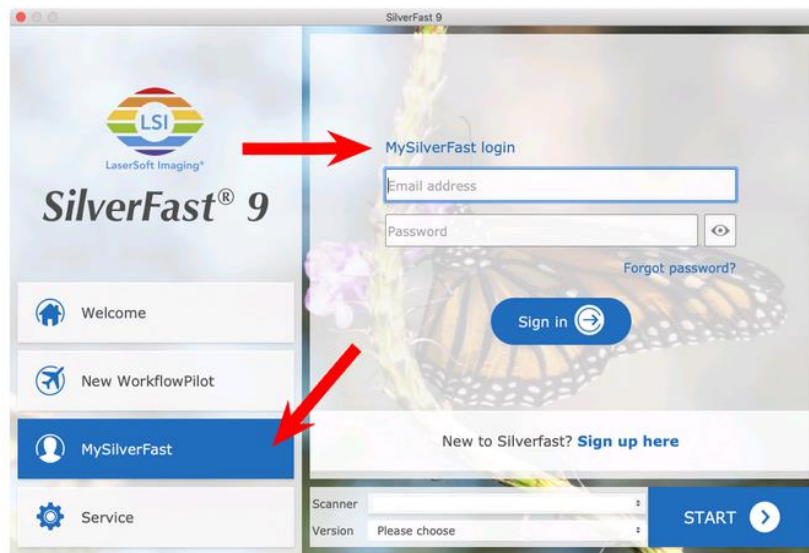 SilverFast 9
LSI
LaserSoft Imaging®
SilverFast® 9
Welcome
New WorkflowPilot
MySilverFast
Service
MySilverFast login
Email address
Password
Forgot password?
Sign in
New to Silverfast? Sign up here
Scanner
Version Please choose
START